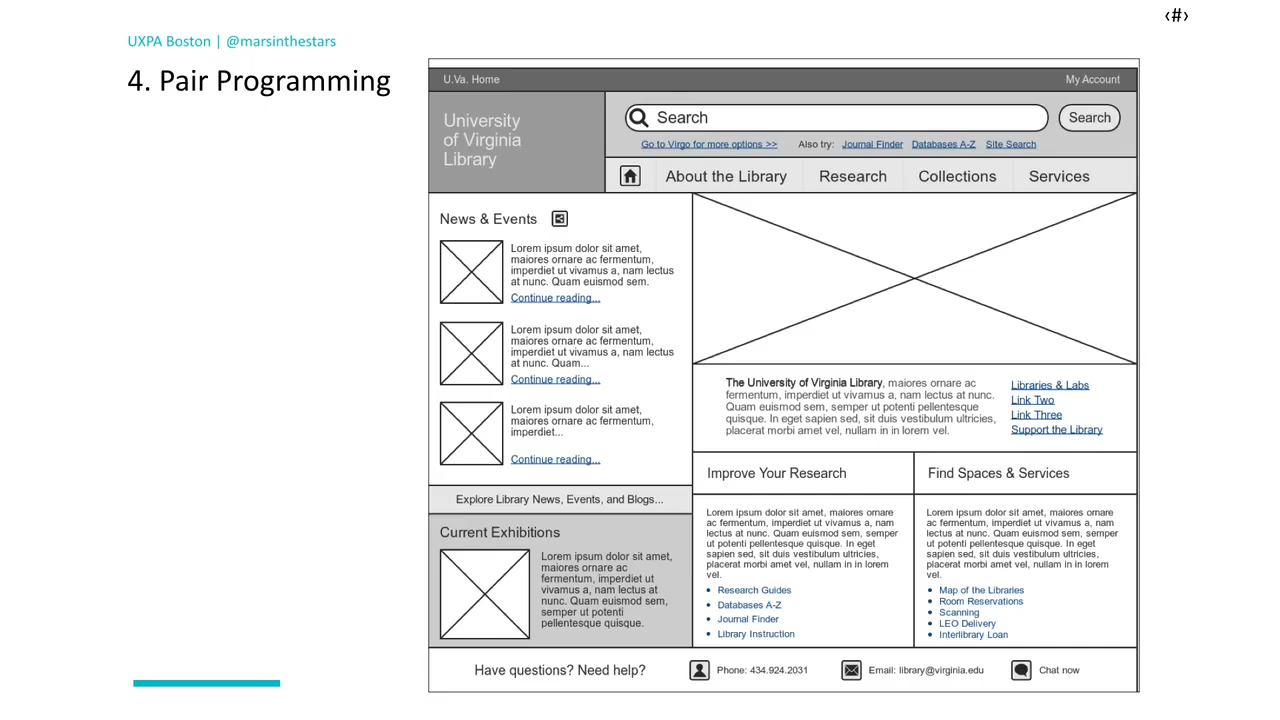 ‹#›
UXPA Boston | @marsinthestars
4. Pair Programming
U.Va. Home
My Account
University
of Virginia
Library
Search
Search
Go to Virgo for more options >>
Also try: Journal Finder Databases A-Z Site Search
About the Library
Research
Collections
Services
News & Events
Lorem ipsum dolor sit amet,
maiores ornare ac fermentum,
imperdiet ut vivamus a, nam lectus
at nunc. Quam euismod sem.
Continue reading...
Lorem ipsum dolor sit amet,
maiores ornare ac fermentum,
imperdiet ut vivamus a, nam lectus
at nunc. Quam...
Continue reading...
Lorem ipsum dolor sit amet,
maiores ornare ac fermentum,
imperdiet...
Continue reading...
Explore Library News, Events, and Blogs...
Current Exhibitions
Lorem ipsum dolor sit amet,
maiores ornare ac
fermentum, imperdiet ut
vivamus a, nam lectus at
nunc. Quam euismod sem,
semper ut potenti
pellentesque quisque.
The University of Virginia Library, maiores ornare ac
fermentum, imperdiet ut vivamus a, nam lectus at nunc.
Quam euismod sem, semper ut potenti pellentesque
quisque. In eget sapien sed, sit duis vestibulum ultricies,
placerat morbi amet vel, nullam in in lorem vel.
Libraries & Labs
Link Two
Link Three
Support the Library
Improve Your Research
Lorem ipsum dolor sit amet, maiores ornare
ac fermentum, imperdiet ut vivamus a, nam
lectus at nunc. Quam euismod sem, semper
ut potenti pellentesque quisque. In eget
sapien sed, sit duis vestibulum ultricies,
placerat morbi amet vel, nullam in in lorem
vel.
• Research Guides
• Databases A-Z
• Journal Finder
• Library Instruction
Find Spaces & Services
Lorem ipsum dolor sit amet, maiores ornare
ac fermentum, imperdiet ut vivamus a, nam
lectus at nunc. Quam euismod sem, semper
ut potenti pellentesque quisque. In eget
sapien sed, sit duis vestibulum ultricies,
placerat morbi amet vel, nullam in in lorem
vel.
• Map of the Libraries
• Room Reservations
• Scanning
• LEO Delivery
• Interlibrary Loan
Have questions? Need help?
Phone: 434.924.2031
Email: library@virginia.edu
Chat now